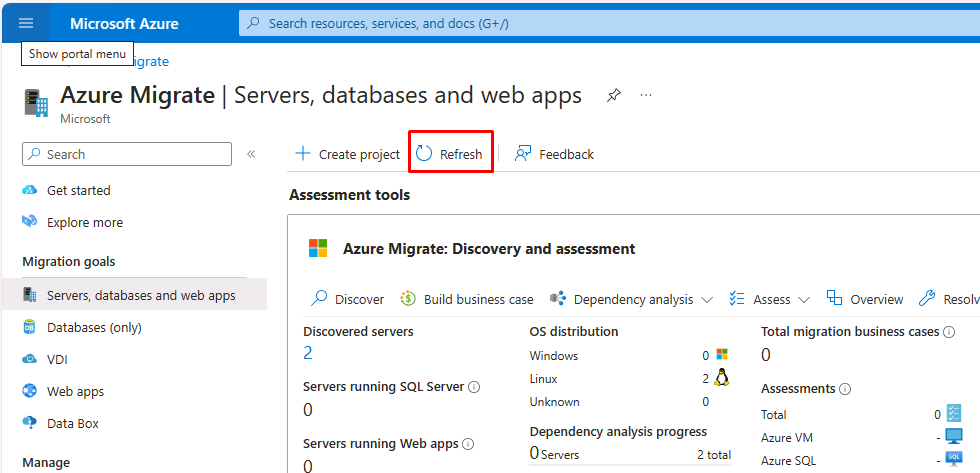 Microsoft Azure
Search resources, services, and docs (G+/)
Show portal menu
grate
Azure Migrate | Servers, databases and web apps
Microsoft
Search
Create project
Refresh
Feedback
Get started
Explore more
Migration goals
Servers, databases and web apps
Databases (only)
VDI
Web apps
Data Box
Manage
Assessment tools
Azure Migrate: Discovery and assessment
Discover
Build business case
Dependency analysis
Assess
Overview
Resolv
Discovered servers
2
Servers running SQL Server
0
Servers running Web apps
0
OS distribution
Windows 0
Linux 2
Unknown 0
Dependency analysis progress
0 Servers 2 total
Total migration business cases
0
Assessments
Total 0
Azure VM -
Azure SQL -